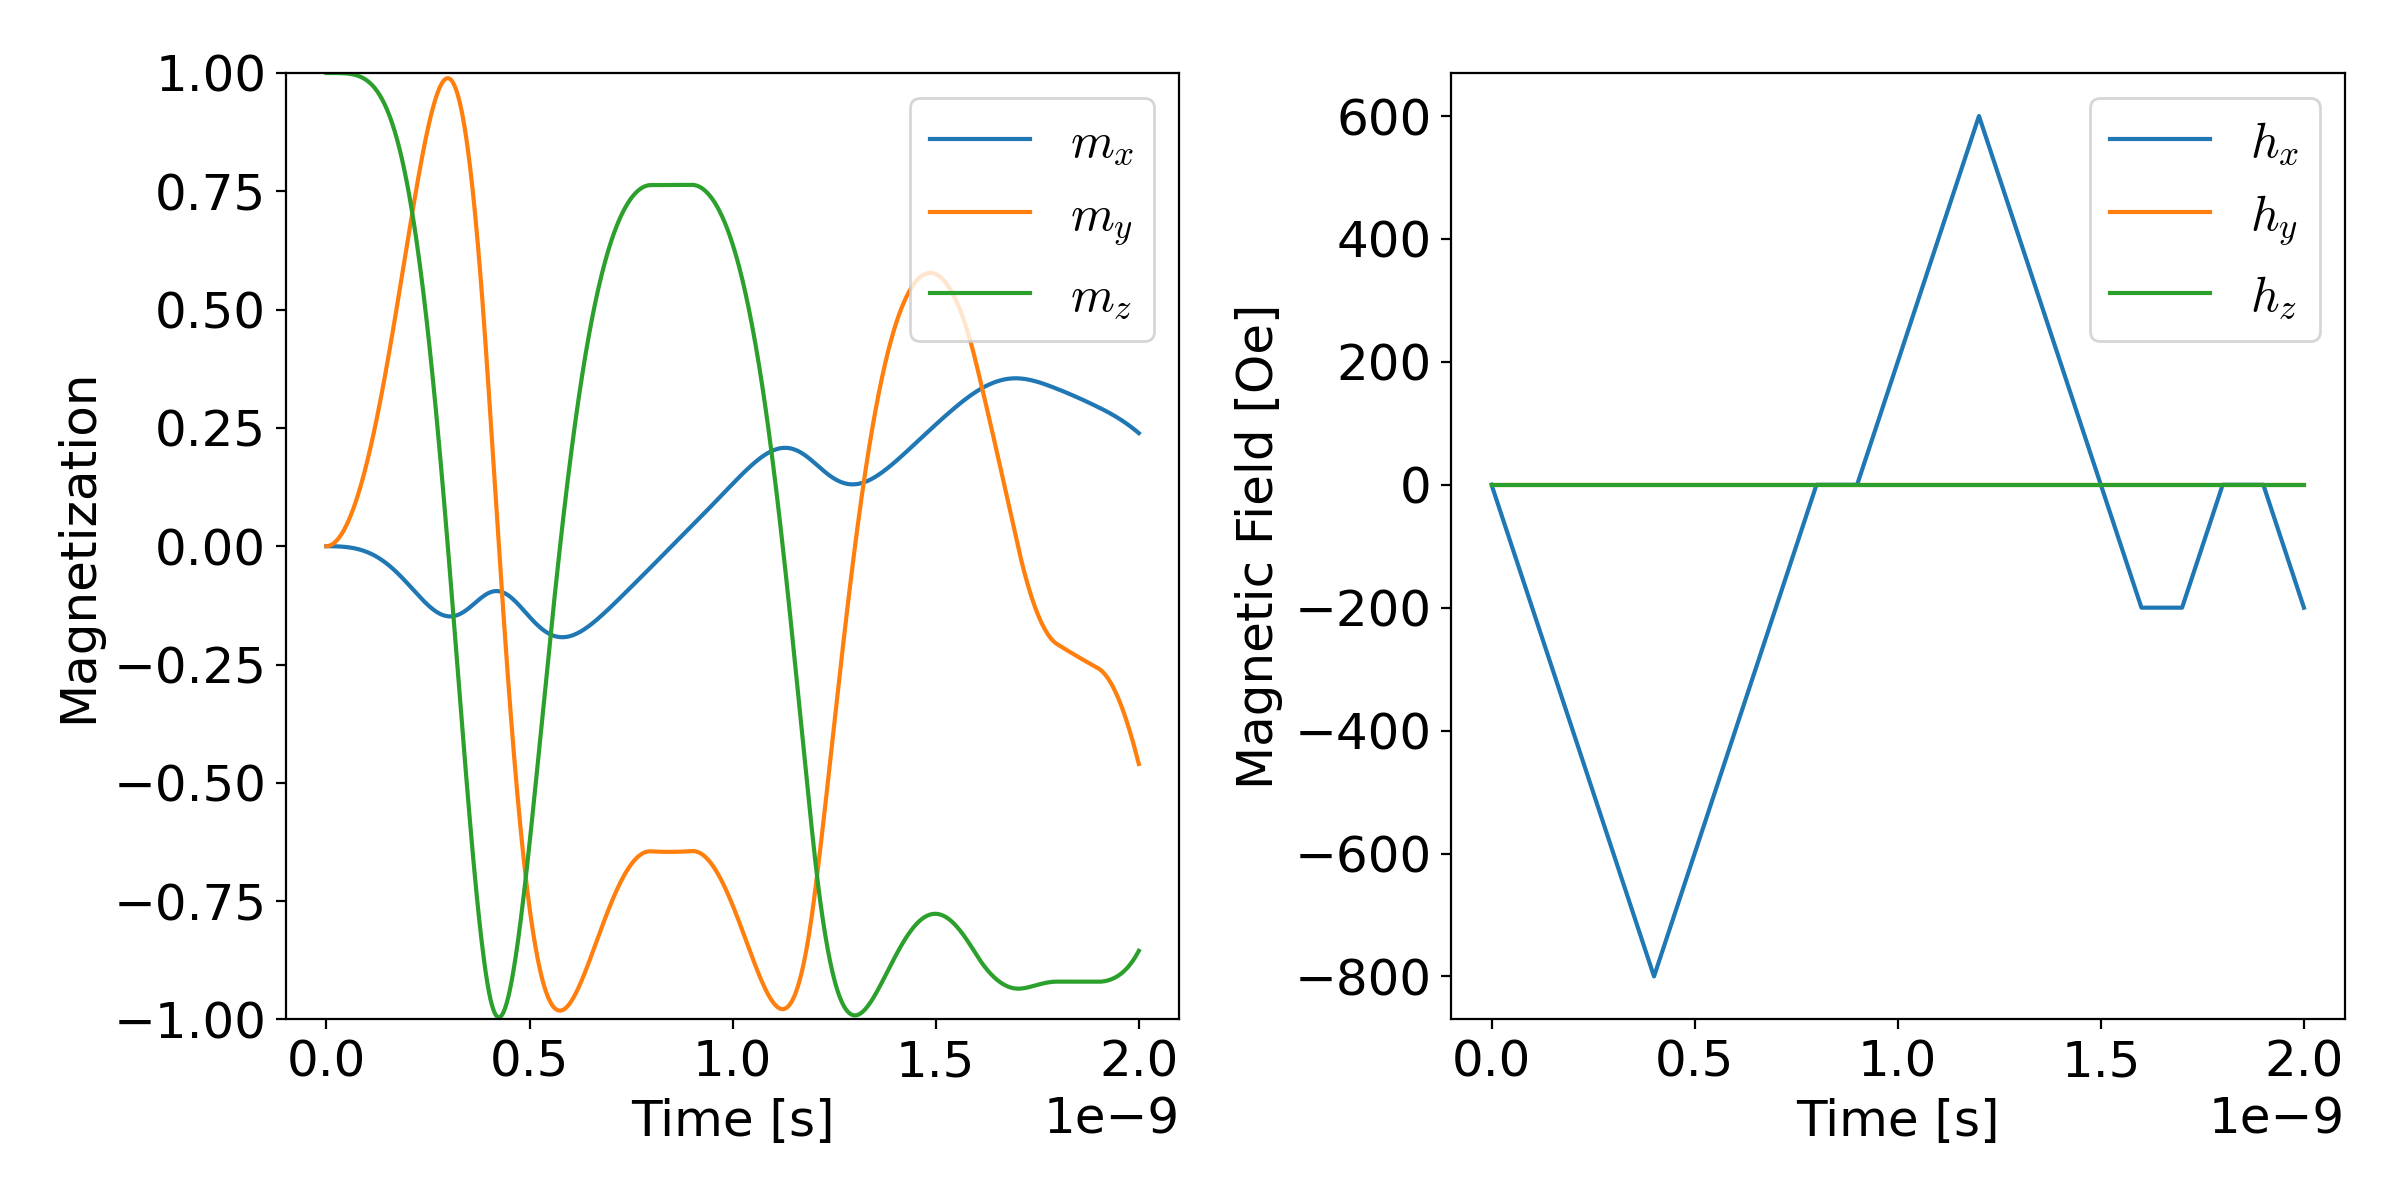 Magnetization
1.00
0.75
0.50
0.25
0.00
−0.25
−0.50
−0.75
−1.00
0.0 0.5 1.0 1.5 2.0
Time [s]
1e−9
m_x
m_y
m_z
Magnetic Field [Oe]
600
400
200
0
−200
−400
−600
−800
0.0 0.5 1.0 1.5 2.0
Time [s]
1e−9
h_x
h_y
h_z